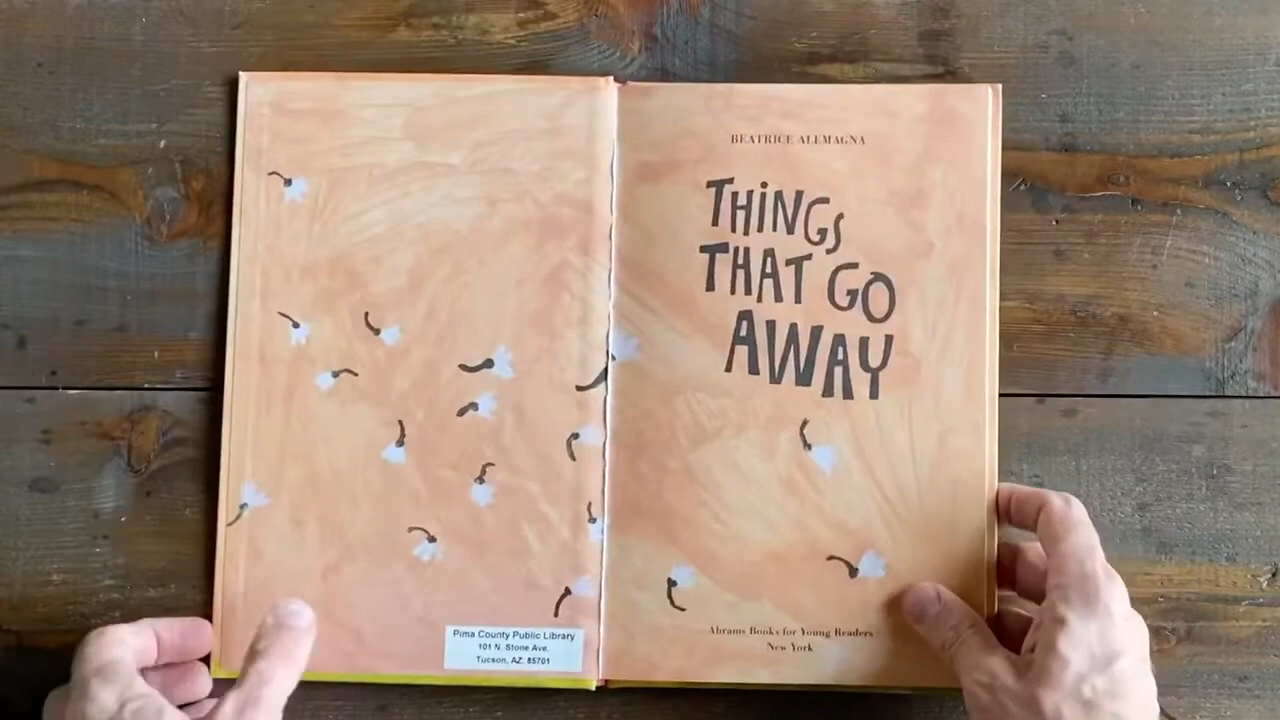 Pima County Public Library
101 N. Stone Ave.
Tucson, AZ. 85701
BEATRICE ALEMAGNA
THiNGS
THAT GO
AWAY
Abrams Books for Young Readers
New York